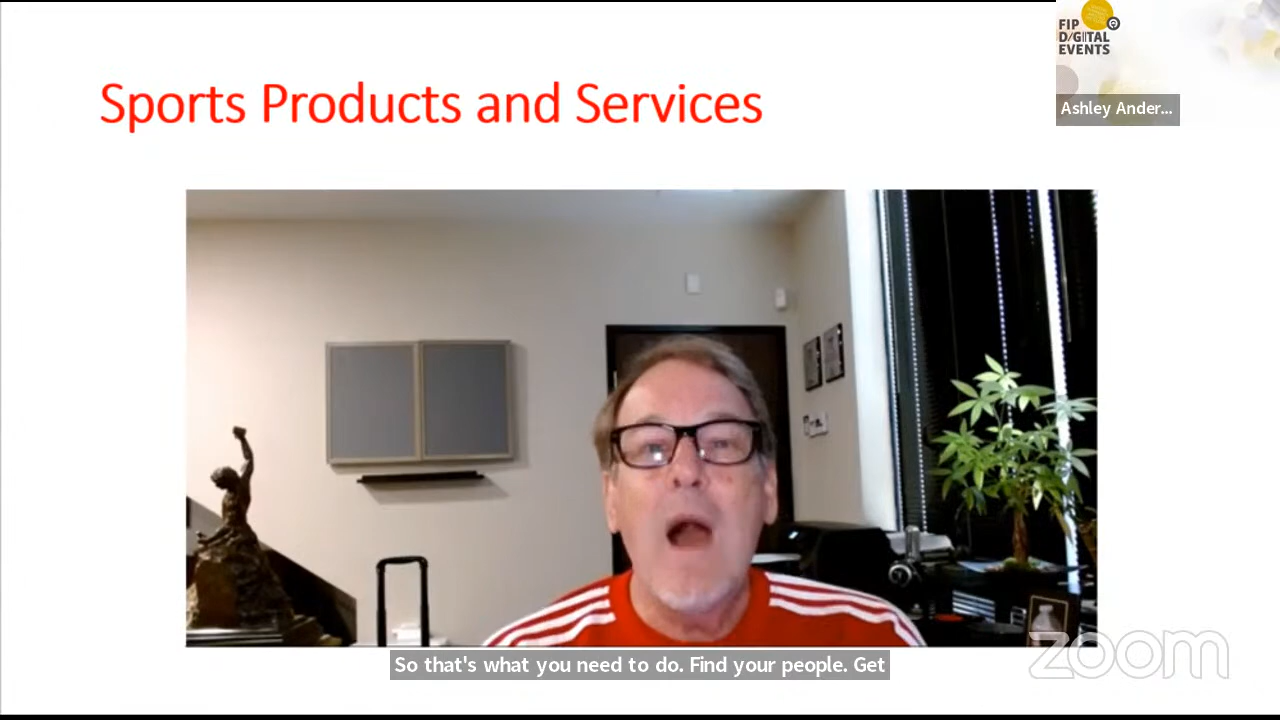 Sports Products and Services
FIP
DIGITAL
EVENTS
Ashley Ander...
So that's what you need to do. Find your people. Get
zoom